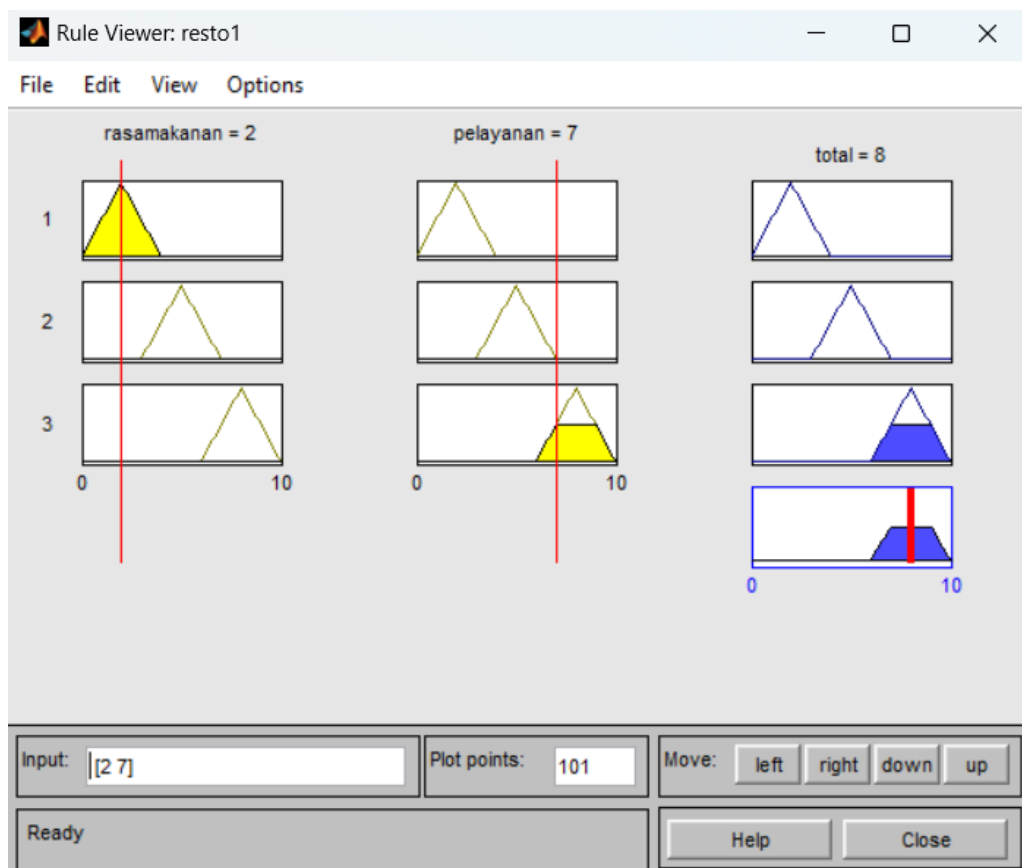 Rule Viewer: resto1
File Edit View Options
rasamakanan = 2 pelayanan = 7 total = 8
1
2
3
0 10 0 10
0 10
Input: [2 7] Plot points: 101 Move: left right down up
Ready Help Close